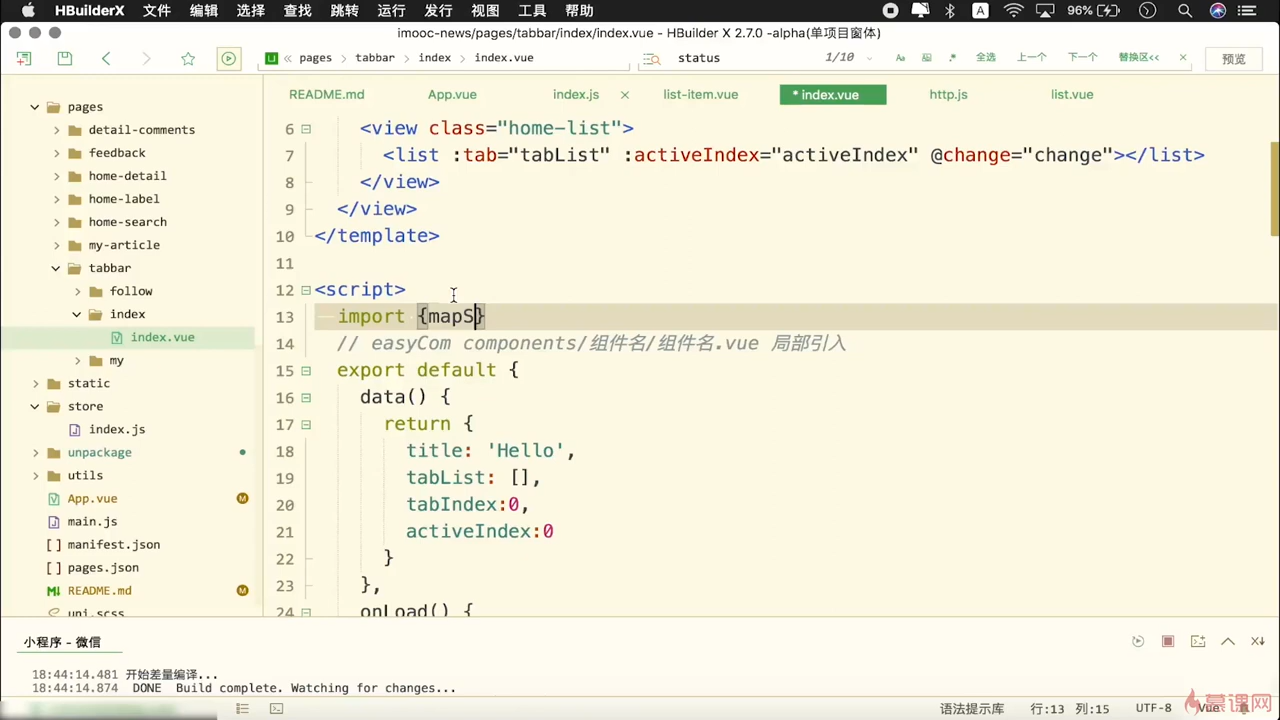 HBuilderX 文件 编辑 选择 查找 跳转 运行 发行 视图 工具 帮助 A 96%
imooc-news/pages/tabbar/index/index.vue - HBuilder X 2.7.0 -alpha(单项目窗体)
U « pages tabbar index index.vue status 1/10 Aa .* 全选 上一个 下一个 替换区<< 预览
README.md App.vue index.js list-item.vue * index.vue http.js list.vue
pages
detail-comments
feedback
home-detail
home-label
home-search
my-article
tabbar
follow
index
index.vue
my
static
store
index.js
unpackage
utils
App.vue M
main.js
[ ] manifest.json
[ ] pages.json
M↓ README.md M
uni.scss
6 <view class="home-list">
7 <list :tab="tabList" :activeIndex="activeIndex" @change="change"></list>
8 </view>
9 </view>
10 </template>
11
12 <script>
13 import {mapS}
14 // easyCom components/组件名/组件名.vue 局部引入
15 export default {
16 data() {
17 return {
18 title: 'Hello',
19 tabList: [],
20 tabIndex:0,
21 activeIndex:0
22 }
23 },
24 onLoad() {
小程序 - 微信
18:44:14.481 开始差量编译...
18:44:14.874 DONE Build complete. Watching for changes...
语法提示库 行:13 列:15 UTF-8 Vue
慕课网